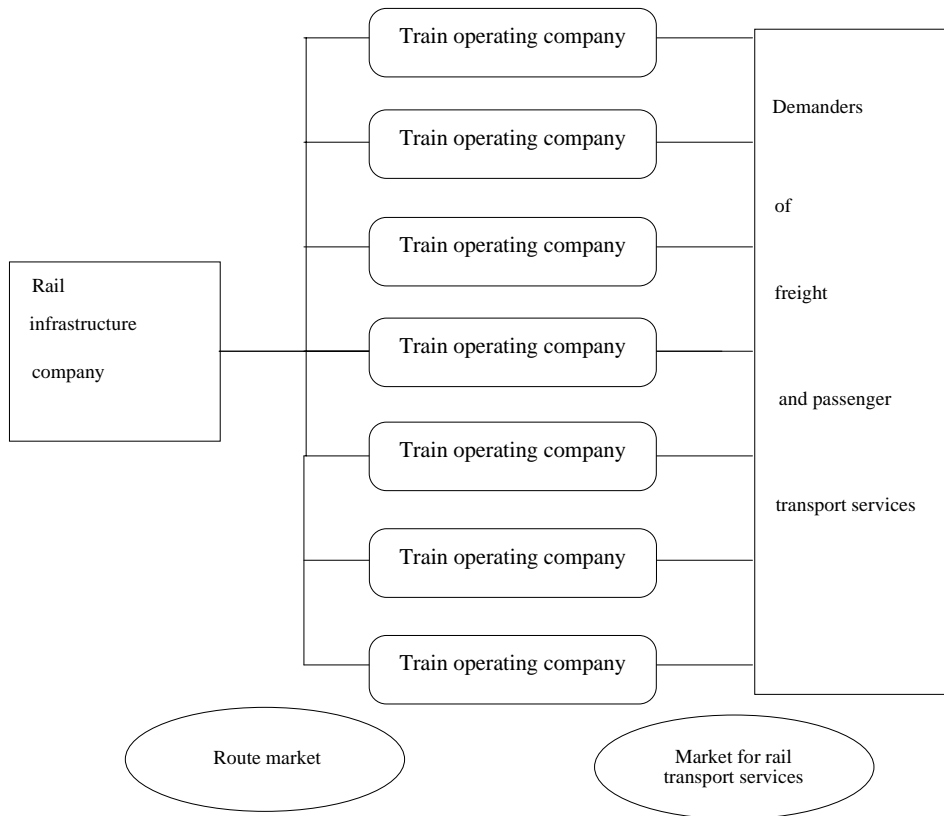 Train operating company
Train operating company
Train operating company
Train operating company
Train operating company
Train operating company
Train operating company
Rail
infrastructure
company
Demanders
of
freight
and passenger
transport services
Route market
Market for rail
transport services